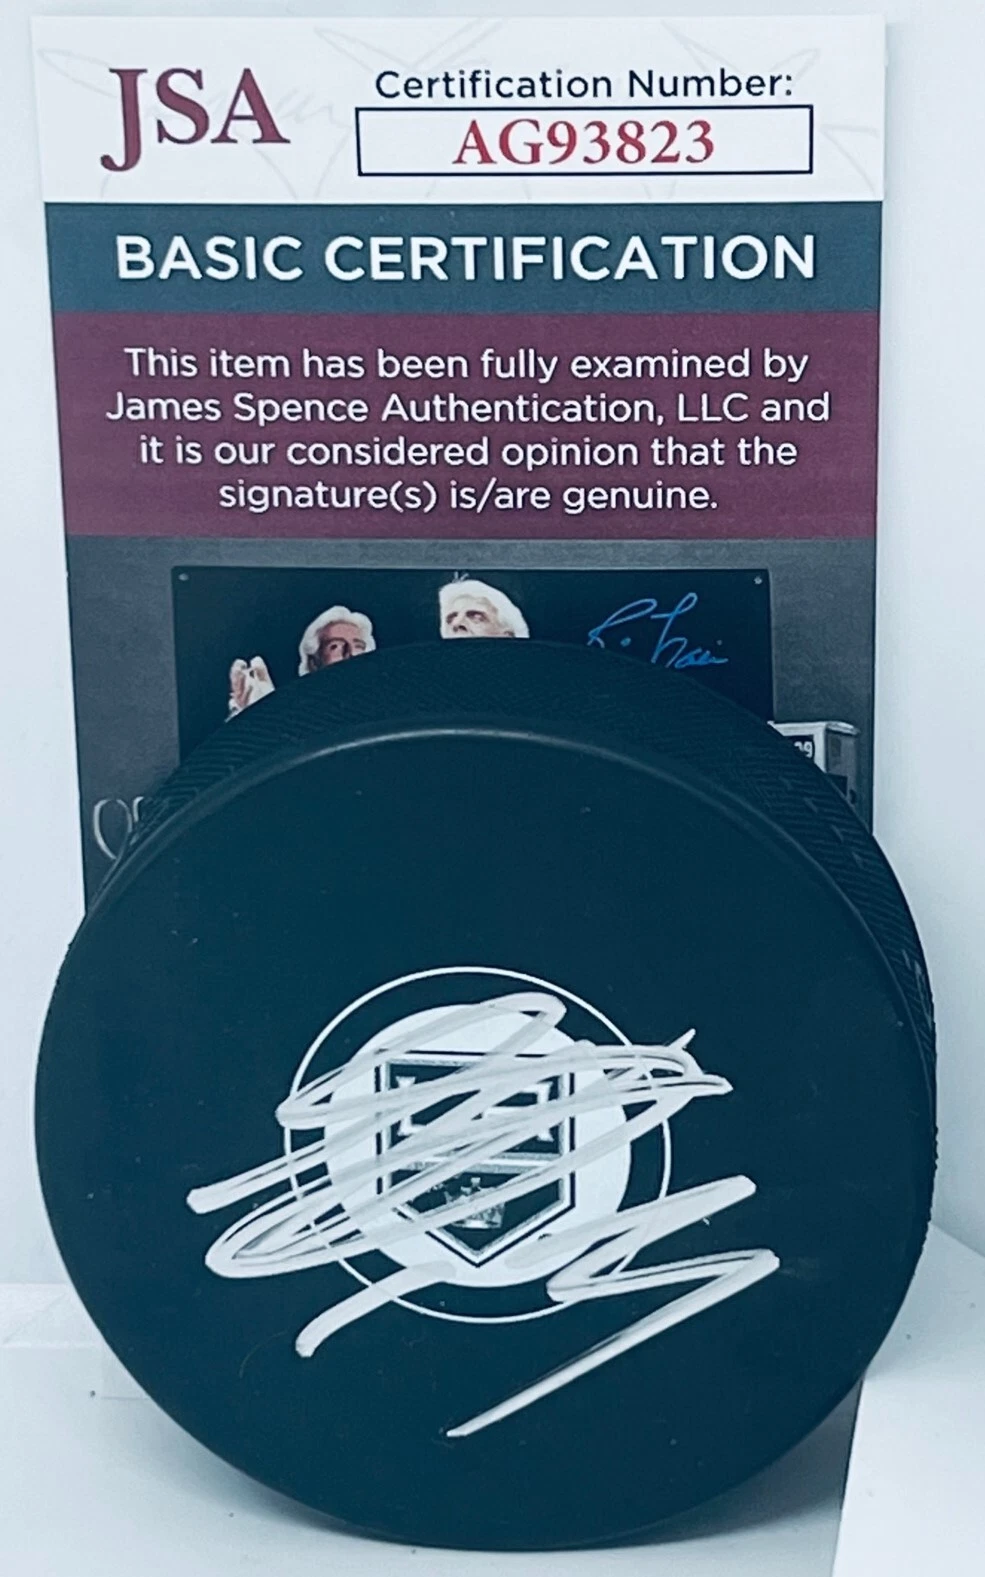 JSA
Certification Number:
AG93823
BASIC CERTIFICATION
This item has been fully examined by
James Spence Authentication, LLC and
it is our considered opinion that the
signature(s) is/are genuine.